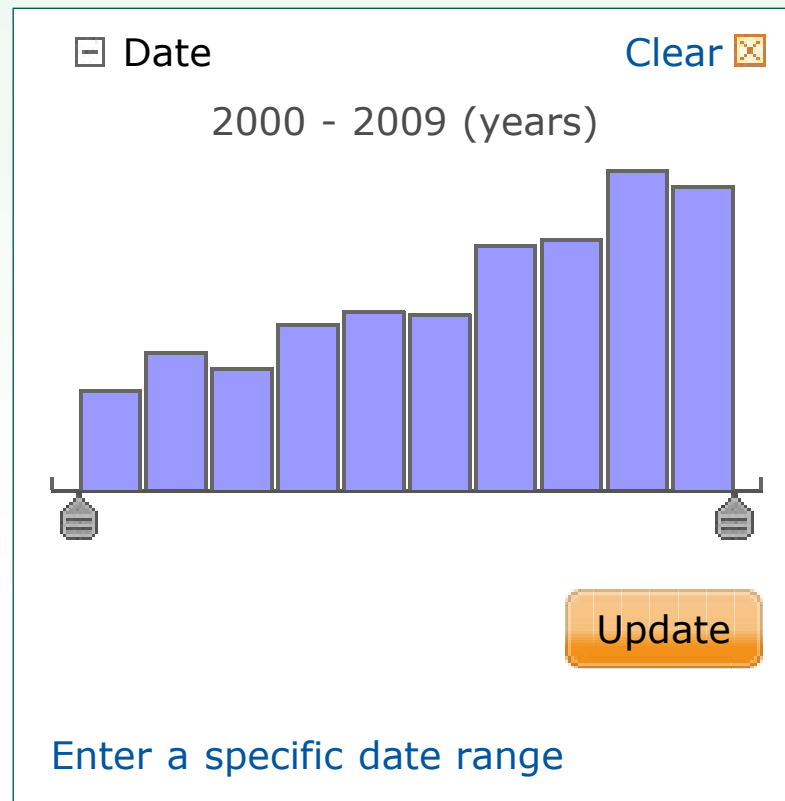 Date Clear
2000 - 2009 (years)
Update
Enter a specific date range